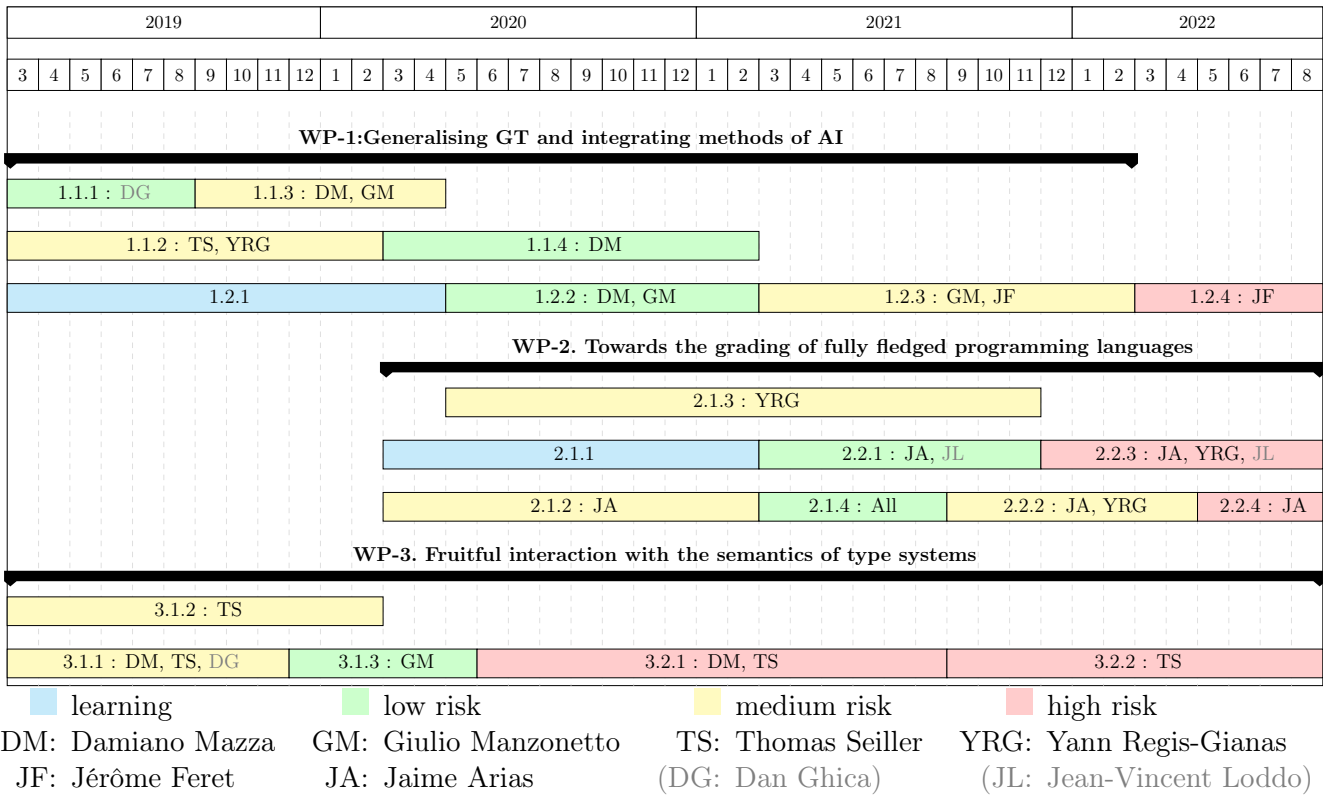 2019 2020 2021 2022
3 4 5 6 7 8 9 10 11 12 1 2 3 4 5 6 7 8 9 10 11 12 1 2 3 4 5 6 7 8 9 10 11 12 1 2 3 4 5 6 7 8
WP-1:Generalising GT and integrating methods of AI
1.1.1 : DG 1.1.3 : DM, GM
1.1.2 : TS, YRG 1.1.4 : DM
1.2.1 1.2.2 : DM, GM 1.2.3 : GM, JF 1.2.4 : JF
WP-2. Towards the grading of fully fledged programming languages
2.1.3 : YRG
2.1.1 2.2.1 : JA, JL 2.2.3 : JA, YRG, JL
2.1.2 : JA 2.1.4 : All 2.2.2 : JA, YRG 2.2.4 : JA
WP-3. Fruitful interaction with the semantics of type systems
3.1.2 : TS
3.1.1 : DM, TS, DG 3.1.3 : GM 3.2.1 : DM, TS 3.2.2 : TS
learning low risk medium risk high risk
DM: Damiano Mazza GM: Giulio Manzonetto TS: Thomas Seiller YRG: Yann Regis-Gianas
JF: Jérôme Feret JA: Jaime Arias (DG: Dan Ghica) (JL: Jean-Vincent Loddo)